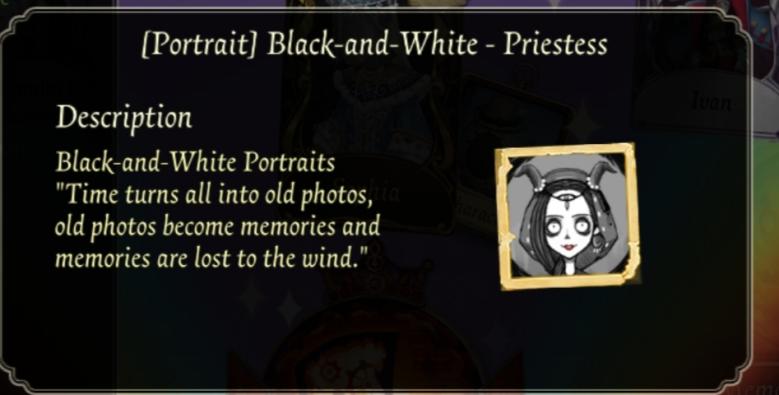 [Portrait] Black-and-White - Priestess
Ivan
Description
Black-and-White Portraits
"Time turns all into old photos,
old photos become memories and
memories are lost to the wind."